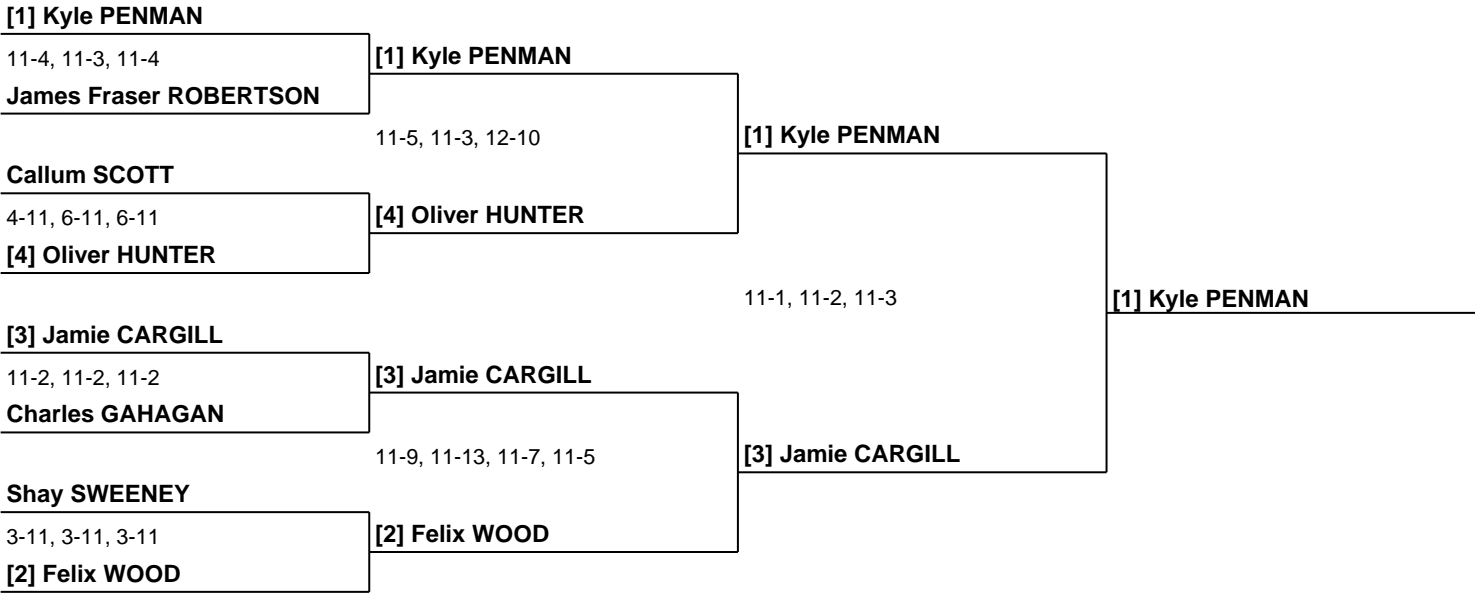 [1] Kyle PENMAN
11-4, 11-3, 11-4
[1] Kyle PENMAN
James Fraser ROBERTSON
11-5, 11-3, 12-10
[1] Kyle PENMAN
Callum SCOTT
4-11, 6-11, 6-11
[4] Oliver HUNTER
[4] Oliver HUNTER
11-1, 11-2, 11-3
[1] Kyle PENMAN
[3] Jamie CARGILL
11-2, 11-2, 11-2
[3] Jamie CARGILL
Charles GAHAGAN
11-9, 11-13, 11-7, 11-5
[3] Jamie CARGILL
Shay SWEENEY
3-11, 3-11, 3-11
[2] Felix WOOD
[2] Felix WOOD